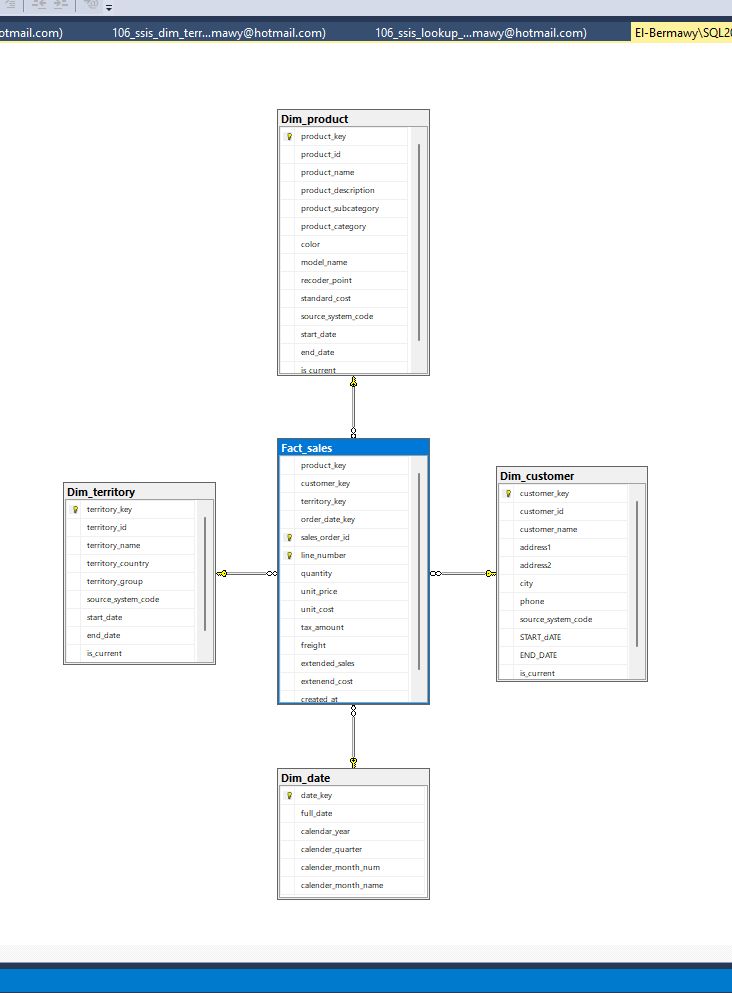 otmail.com)
106_ssis_dim_terr...mawy@hotmail.com)
106_ssis_lookup_...mawy@hotmail.com)
El-Bermawy\SQL20
Dim_product
product_key
product_id
product_name
product_description
product_subcategory
product_category
color
model_name
recoder_point
standard_cost
source_system_code
start_date
end_date
is_current
Fact_sales
product_key
customer_key
territory_key
order_date_key
sales_order_id
line_number
quantity
unit_price
unit_cost
tax_amount
freight
extended_sales
extenend_cost
created_at
Dim_territory
territory_key
territory_id
territory_name
territory_country
territory_group
source_system_code
start_date
end_date
is_current
Dim_customer
customer_key
customer_id
customer_name
address1
address2
city
phone
source_system_code
START_dATE
END_DATE
is_current
Dim_date
date_key
full_date
calendar_year
calender_quarter
calender_month_num
calender_month_name